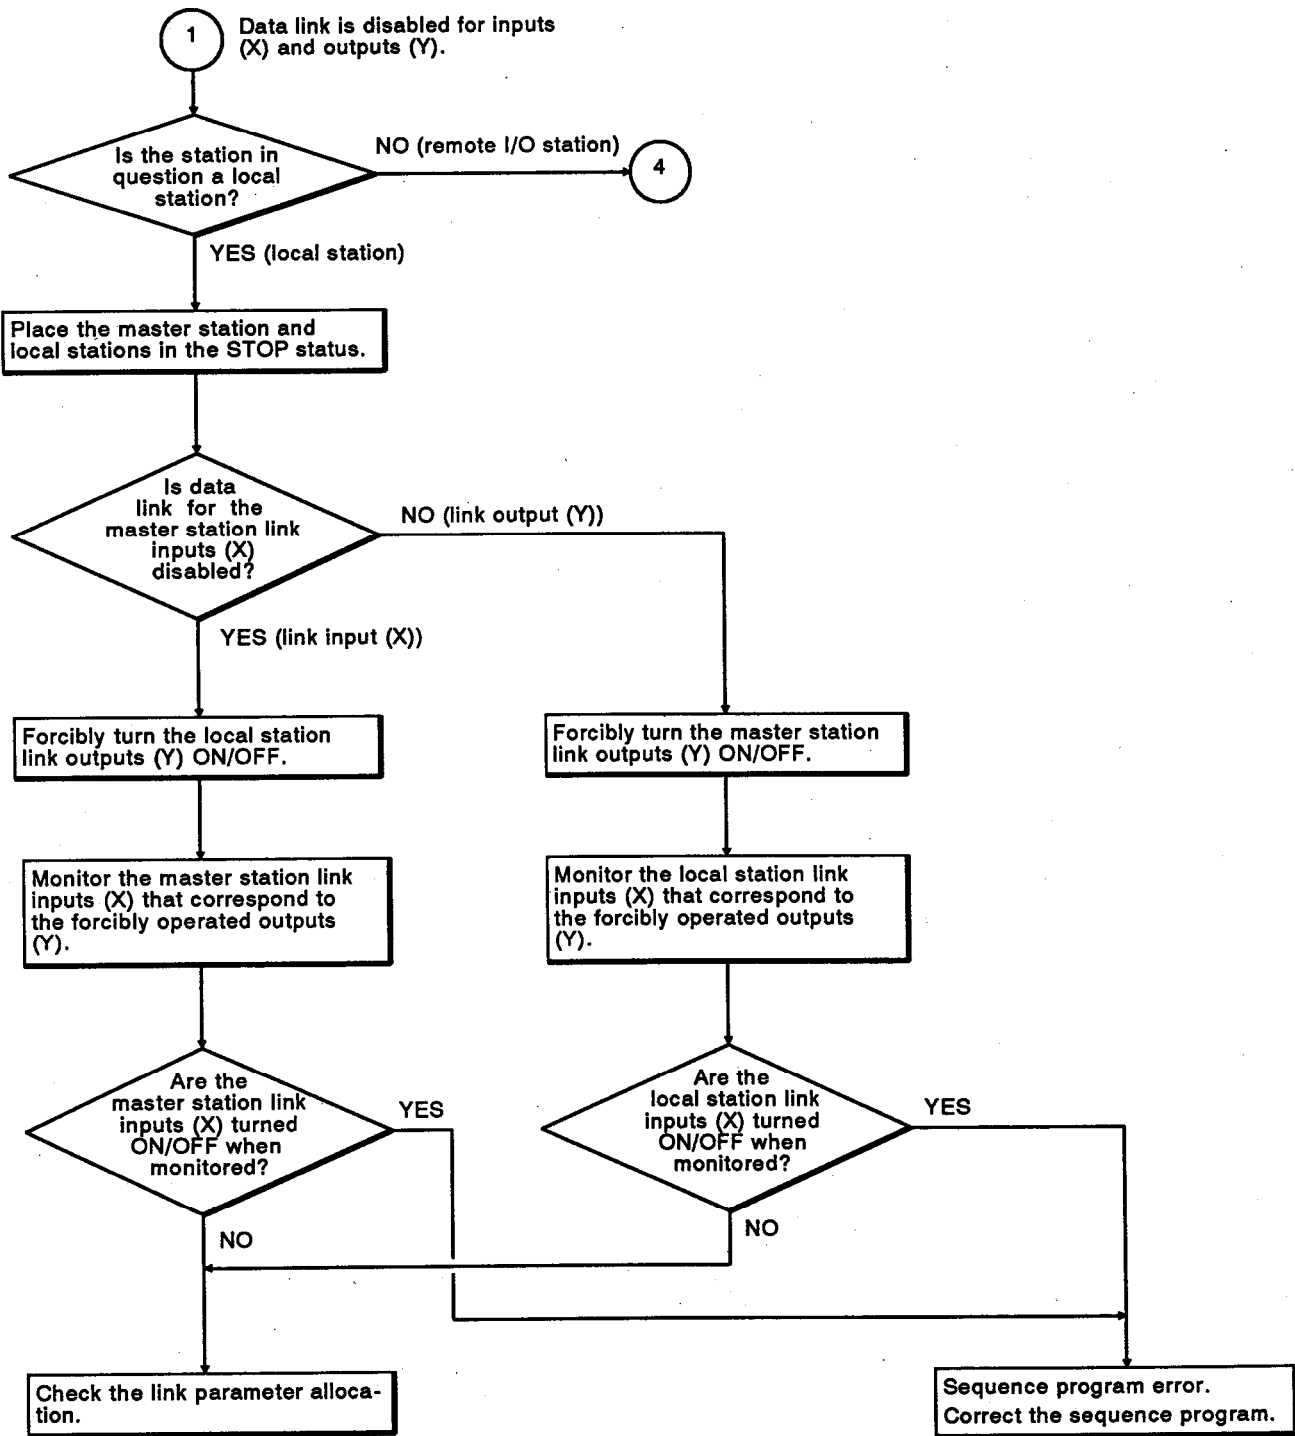 1
Data link is disabled for inputs
(X) and outputs (Y).
Is the station in
question a local
station?
NO (remote I/O station)
4
YES (local station)
Place the master station and
local stations in the STOP status.
Is data
link for the
master station link
inputs (X)
disabled?
NO (link output (Y))
YES (link input (X))
Forcibly turn the local station
link outputs (Y) ON/OFF.
Forcibly turn the master station
link outputs (Y) ON/OFF.
Monitor the master station link
inputs (X) that correspond to
the forcibly operated outputs
(Y).
Monitor the local station link
inputs (X) that correspond to
the forcibly operated outputs
(Y).
Are the
master station link
inputs (X) turned
ON/OFF when
monitored?
YES
Are the
local station link
inputs (X) turned
ON/OFF when
monitored?
YES
NO
NO
Check the link parameter alloca-
tion.
Sequence program error.
Correct the sequence program.